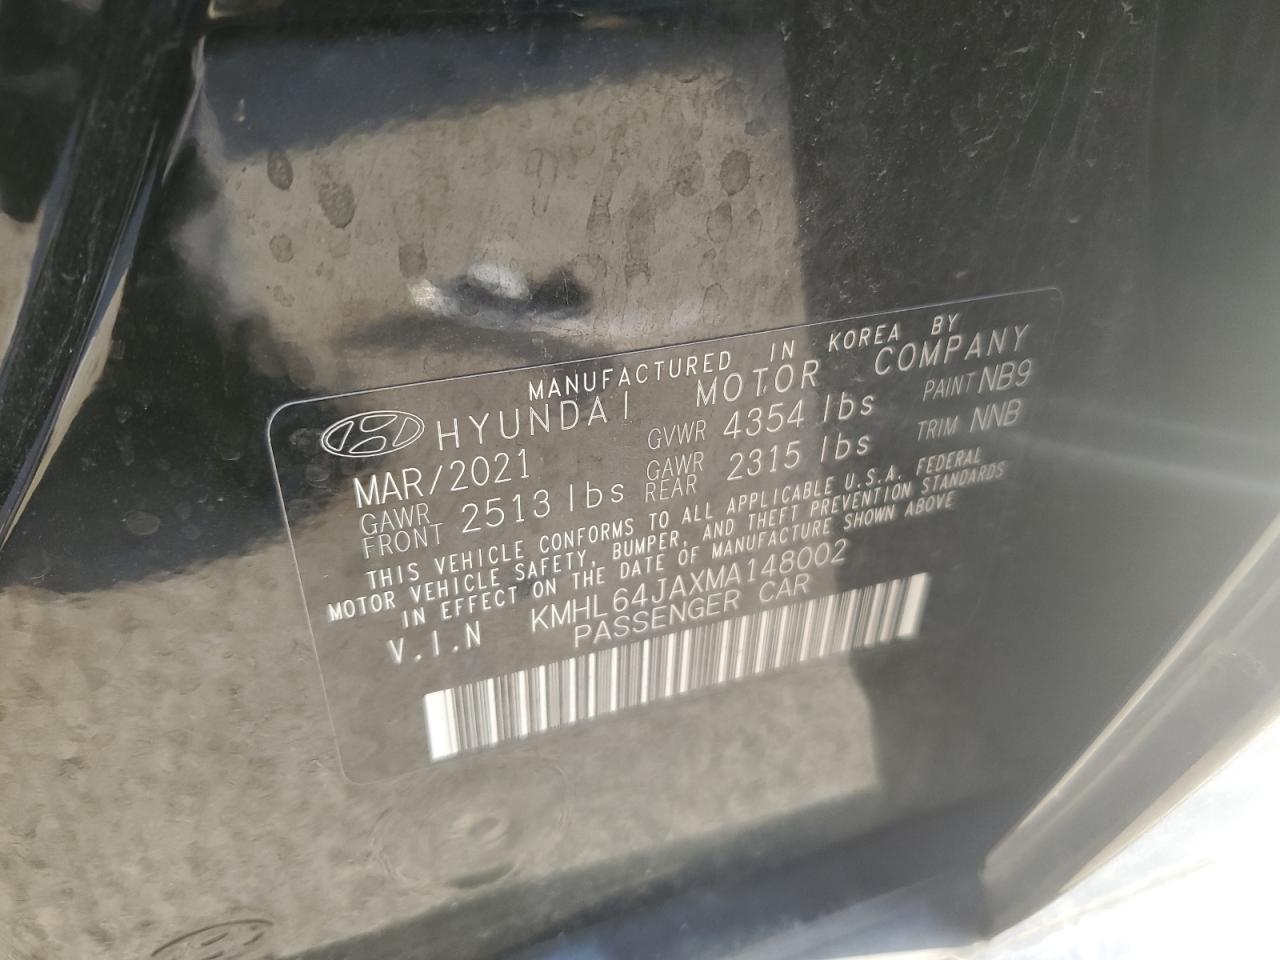 MANUFACTURED IN KOREA BY
HYUNDAI MOTOR COMPANY
MAR/2021 GVWR 4354 lbs PAINT NB9
GAWR FRONT 2513 lbs GAWR REAR 2315 lbs TRIM NNB
THIS VEHICLE CONFORMS TO ALL APPLICABLE U.S.A. FEDERAL
MOTOR VEHICLE SAFETY, BUMPER, AND THEFT PREVENTION STANDARDS
IN EFFECT ON THE DATE OF MANUFACTURE SHOWN ABOVE
V.I.N KMHL64JAXMA148002
PASSENGER CAR